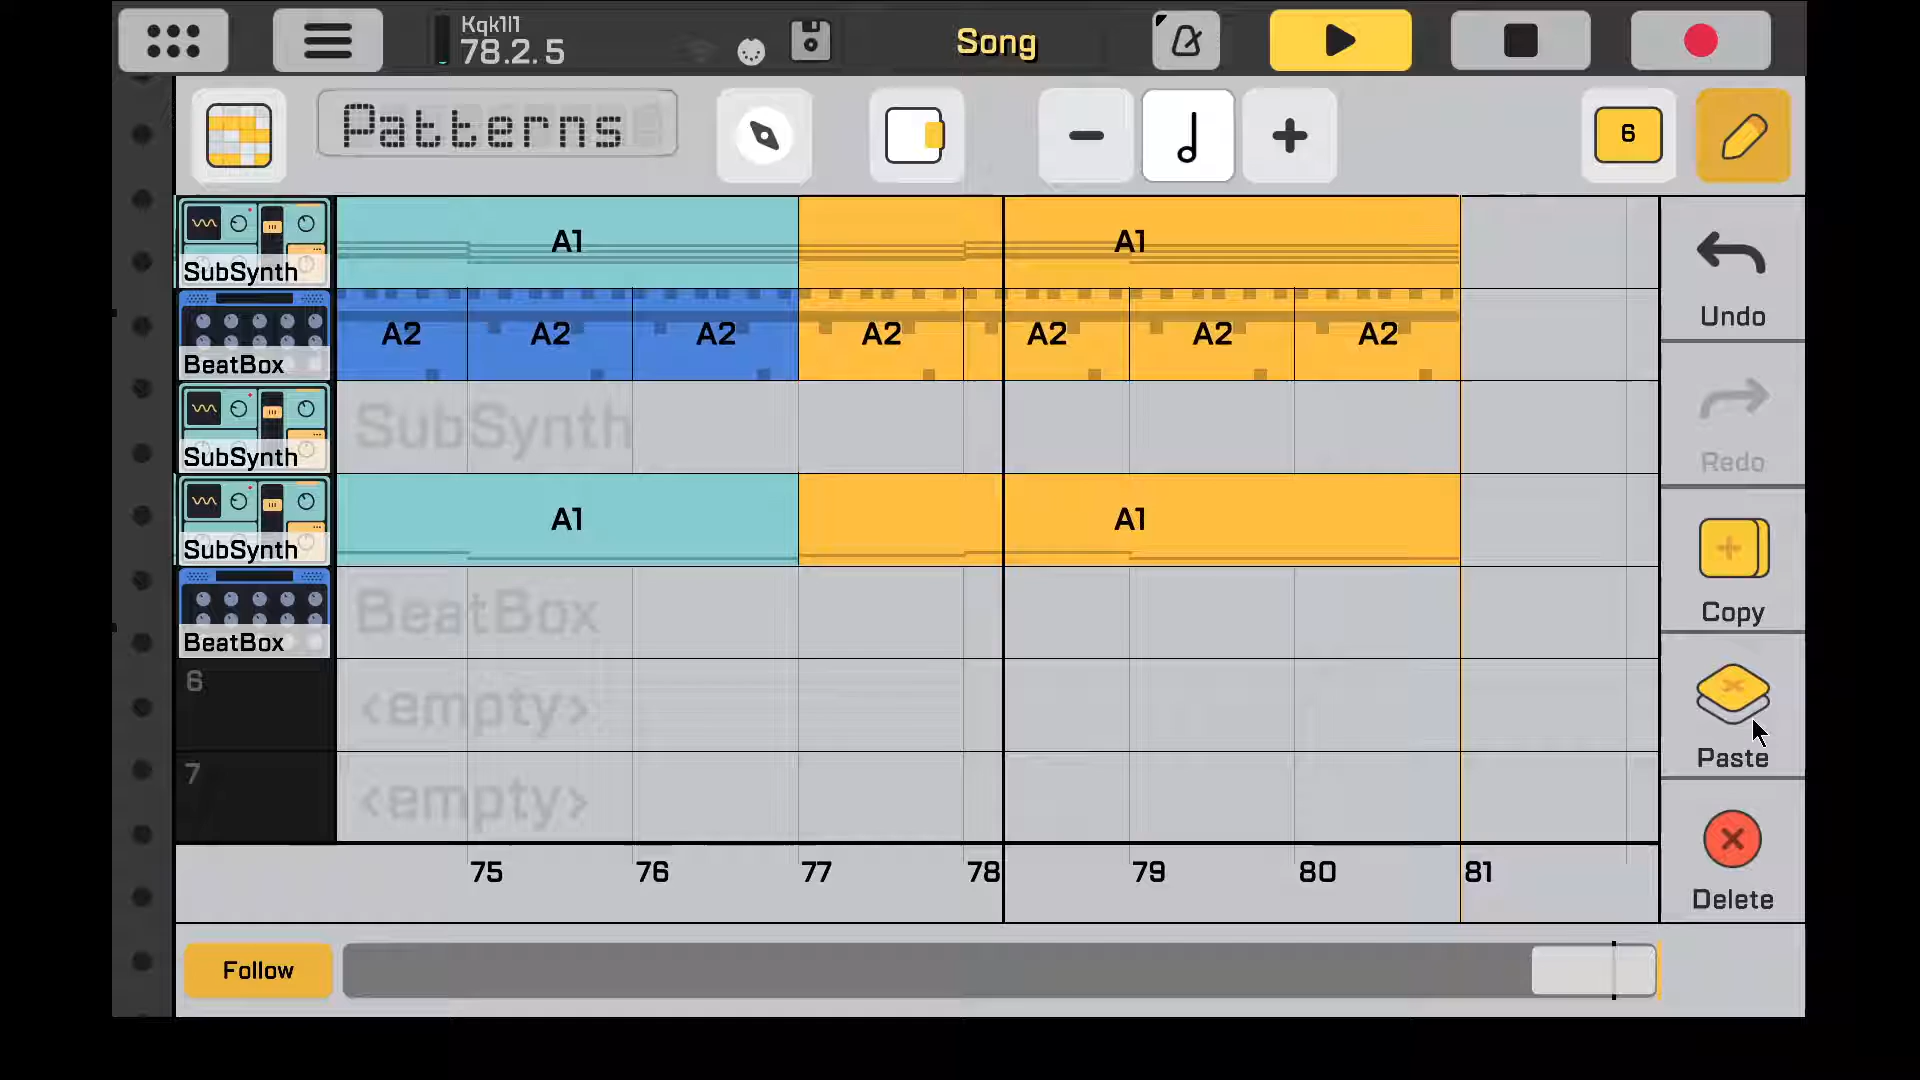 Kqk1l1
78.2.5
Song
Patterns
6
SubSynth
A1
A1
BeatBox
A2
A2
A2
A2
A2
A2
A2
SubSynth
SubSynth
SubSynth
A1
A1
BeatBox
BeatBox
6
<empty>
7
<empty>
75
76
77
78
79
80
81
Undo
Redo
Copy
Paste
Delete
Follow